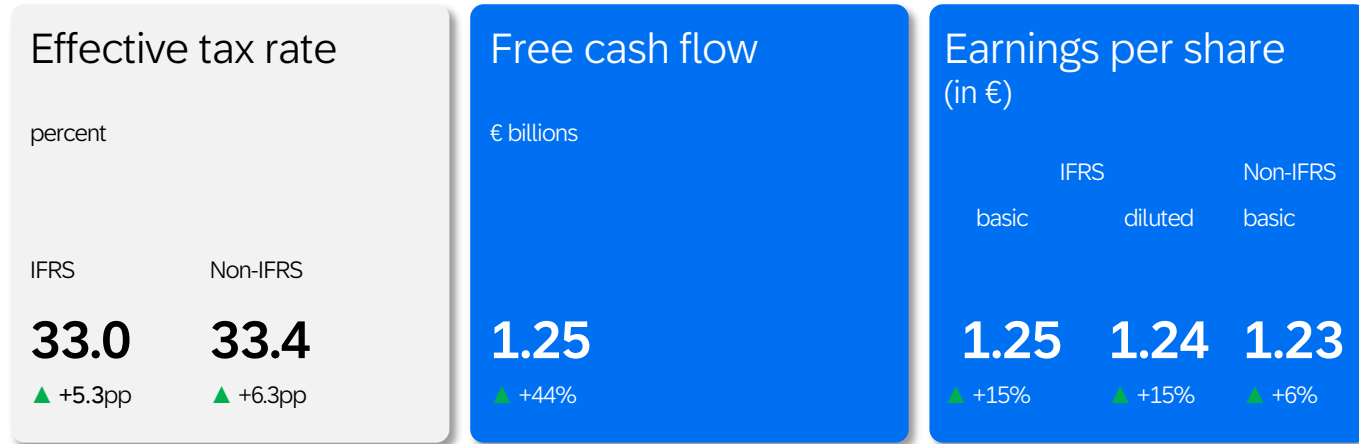 Effective tax rate
percent
IFRS Non-IFRS
33.0 33.4
▲ +5.3pp ▲ +6.3pp
Free cash flow
€ billions
1.25
▲ +44%
Earnings per share
(in €)
IFRS Non-IFRS
basic diluted basic
1.25 1.24 1.23
▲ +15% ▲ +15% ▲ +6%